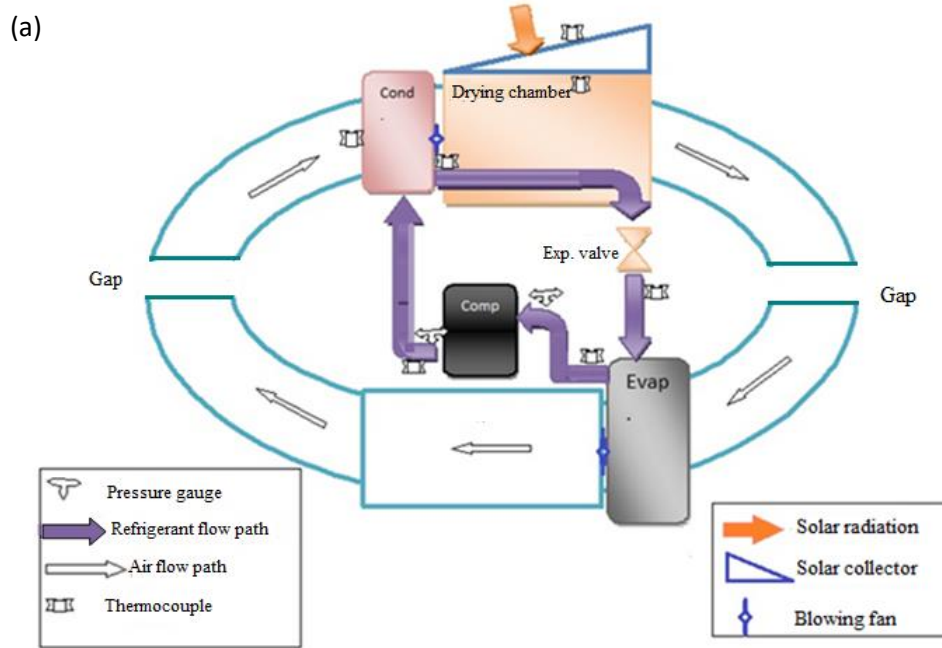 (a)
Cond
Drying chamber
Exp. valve
Gap
Gap
Comp
Evap
Pressure gauge
Refrigerant flow path
Air flow path
Thermocouple
Solar radiation
Solar collector
Blowing fan